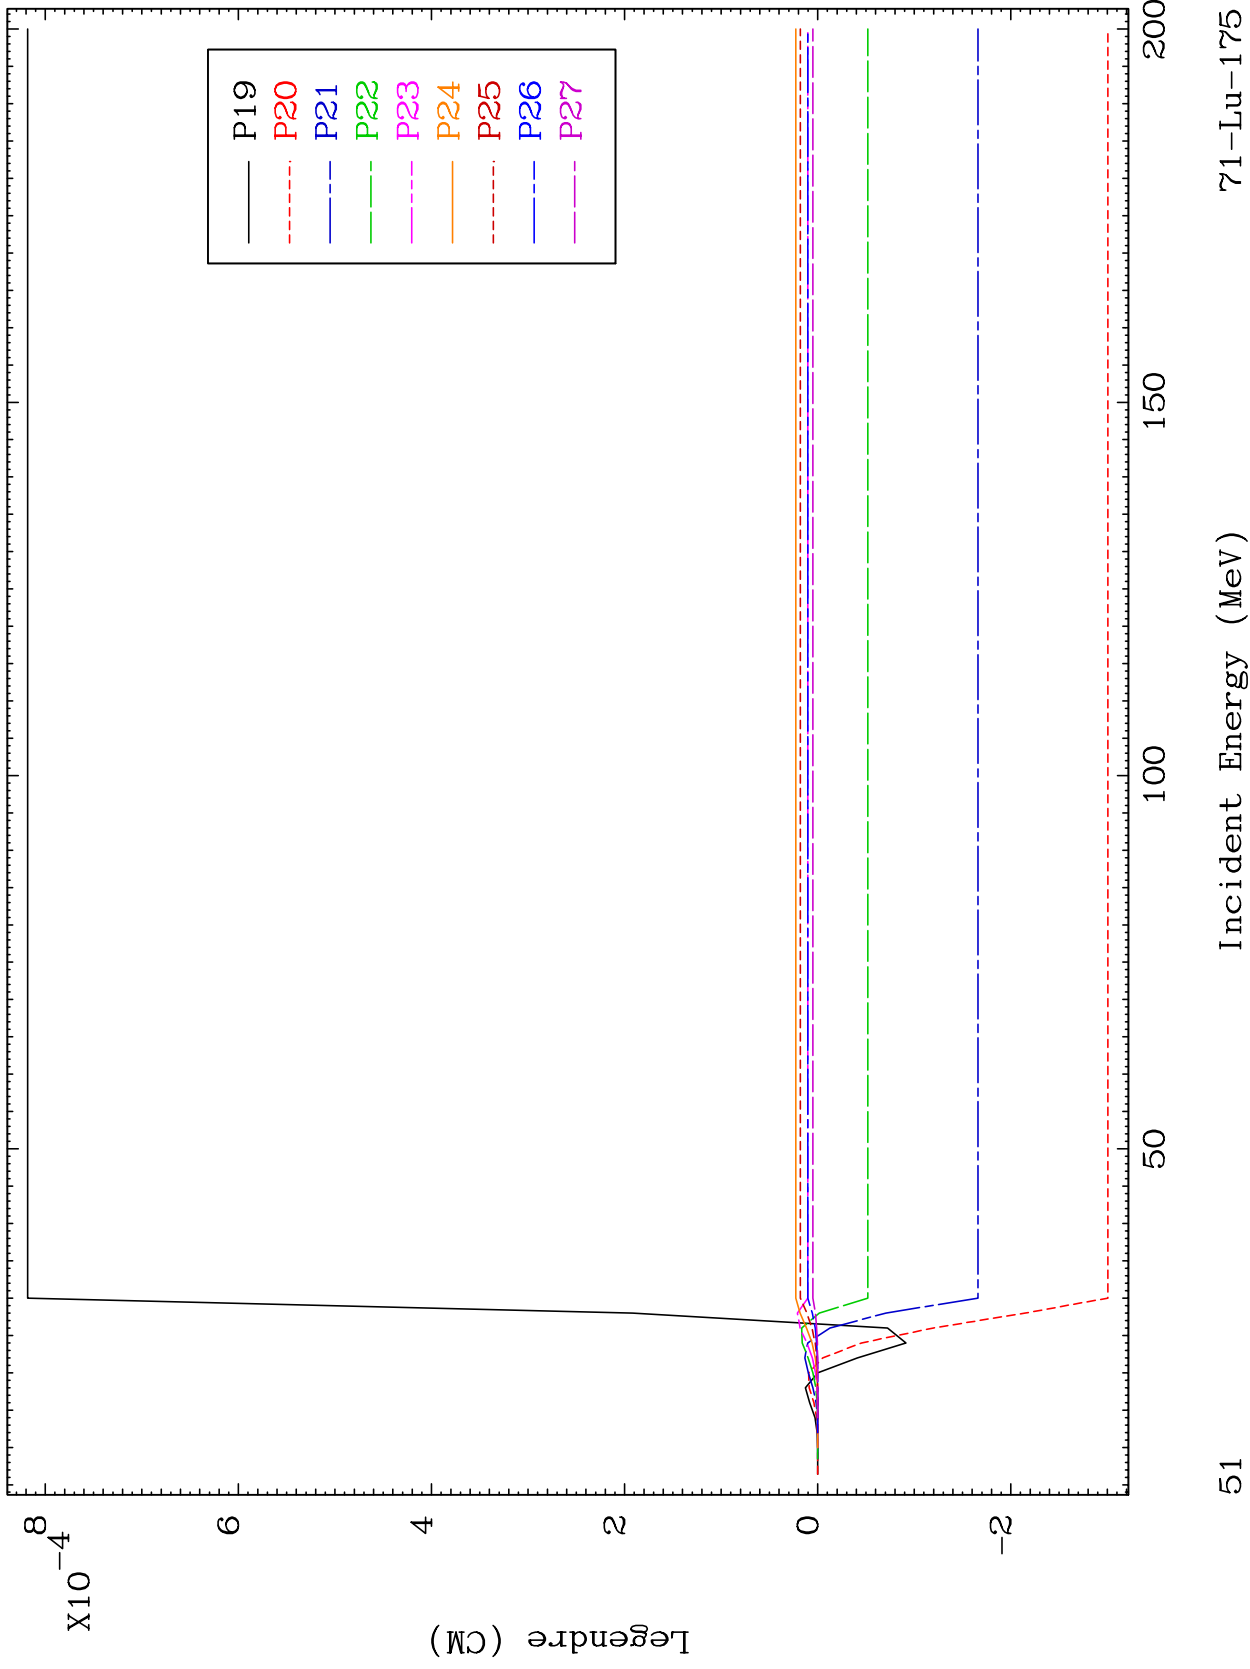 X10
-4
8
6
4
2
0
-2
Legendre (CM)
P19
P20
P21
P22
P23
P24
P25
P26
P27
50
100
150
200
51
Incident Energy (MeV)
71-Lu-175